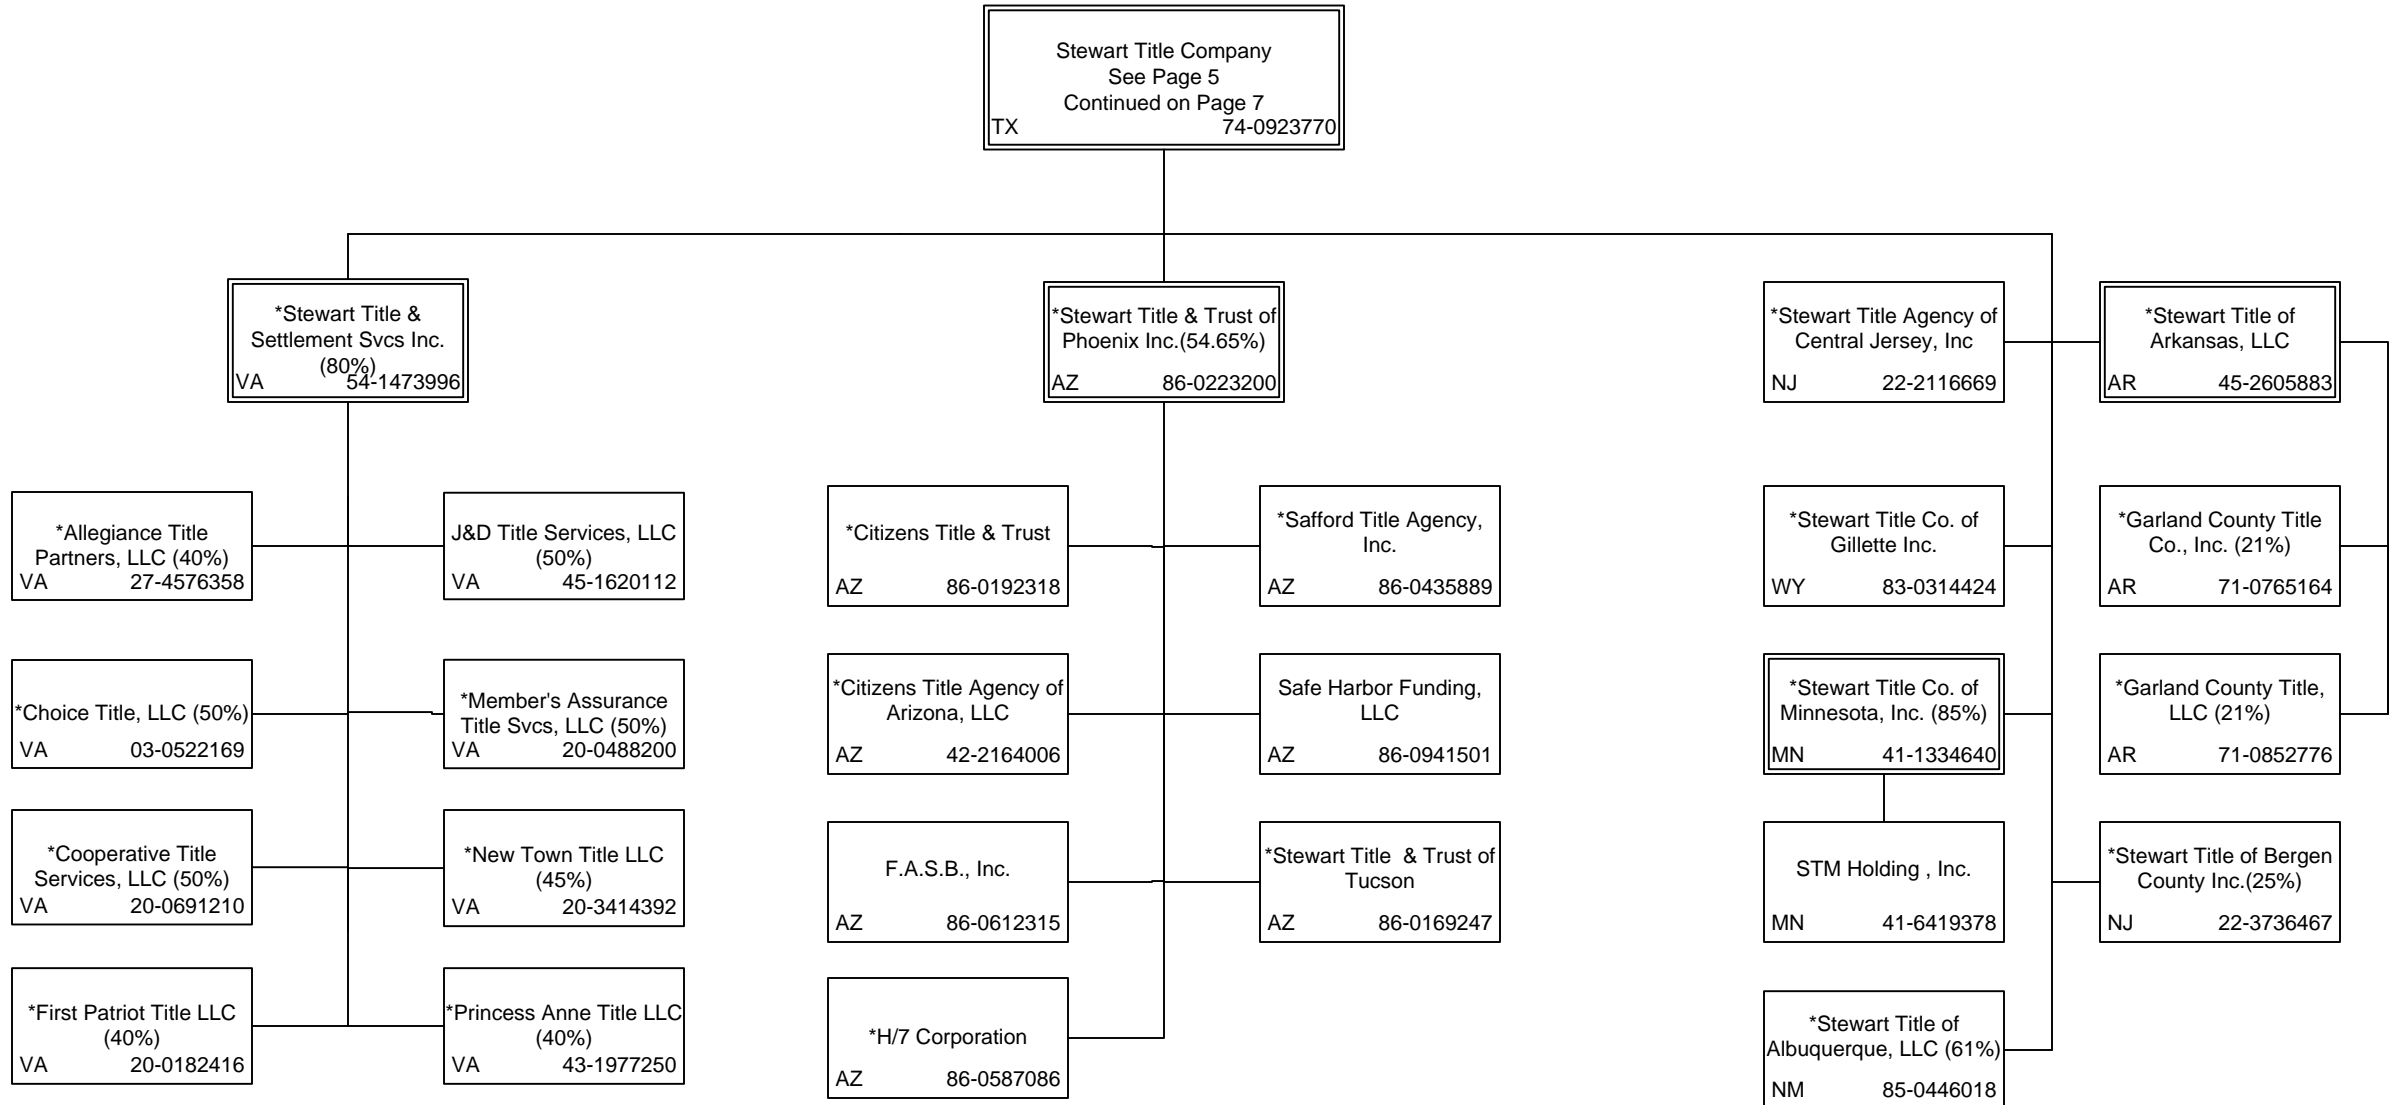 Stewart Title Company
See Page 5
Continued on Page 7
TX 74-0923770
*Stewart Title &
Settlement Svcs Inc.
(80%)
VA 54-1473996
*Stewart Title & Trust of
Phoenix Inc.(54.65%)
AZ 86-0223200
*Stewart Title Agency of
Central Jersey, Inc
NJ 22-2116669
*Stewart Title of
Arkansas, LLC
AR 45-2605883
*Allegiance Title
Partners, LLC (40%)
VA 27-4576358
J&D Title Services, LLC
(50%)
VA 45-1620112
*Citizens Title & Trust
AZ 86-0192318
*Safford Title Agency,
Inc.
AZ 86-0435889
*Stewart Title Co. of
Gillette Inc.
WY 83-0314424
*Garland County Title
Co., Inc. (21%)
AR 71-0765164
*Choice Title, LLC (50%)
VA 03-0522169
*Member's Assurance
Title Svcs, LLC (50%)
VA 20-0488200
*Citizens Title Agency of
Arizona, LLC
AZ 42-2164006
Safe Harbor Funding,
LLC
AZ 86-0941501
*Stewart Title Co. of
Minnesota, Inc. (85%)
MN 41-1334640
*Garland County Title,
LLC (21%)
AR 71-0852776
*Cooperative Title
Services, LLC (50%)
VA 20-0691210
*New Town Title LLC
(45%)
VA 20-3414392
F.A.S.B., Inc.
AZ 86-0612315
*Stewart Title & Trust of
Tucson
AZ 86-0169247
STM Holding , Inc.
MN 41-6419378
*Stewart Title of Bergen
County Inc.(25%)
NJ 22-3736467
*First Patriot Title LLC
(40%)
VA 20-0182416
*Princess Anne Title LLC
(40%)
VA 43-1977250
*H/7 Corporation
AZ 86-0587086
*Stewart Title of
Albuquerque, LLC (61%)
NM 85-0446018